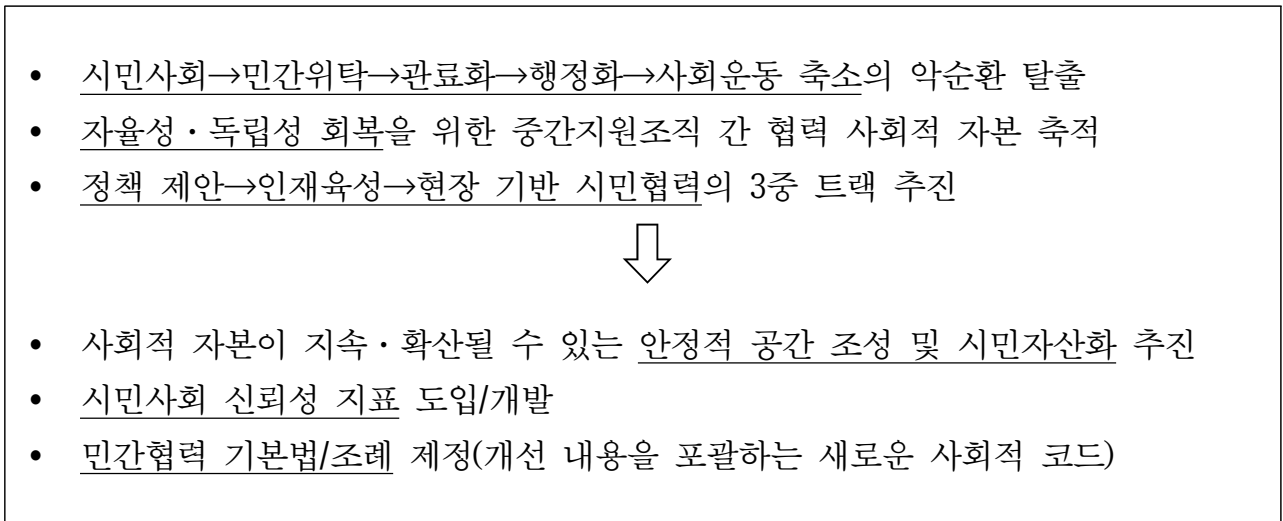 • 시민사회→민간위탁→관료화→행정화→사회운동 축소의 악순환 탈출
• 자율성・독립성 회복을 위한 중간지원조직 간 협력 사회적 자본 축적
• 정책 제안→인재육성→현장 기반 시민협력의 3중 트랙 추진
• 사회적 자본이 지속・확산될 수 있는 안정적 공간 조성 및 시민자산화 추진
• 시민사회 신뢰성 지표 도입/개발
• 민간협력 기본법/조례 제정(개선 내용을 포괄하는 새로운 사회적 코드)